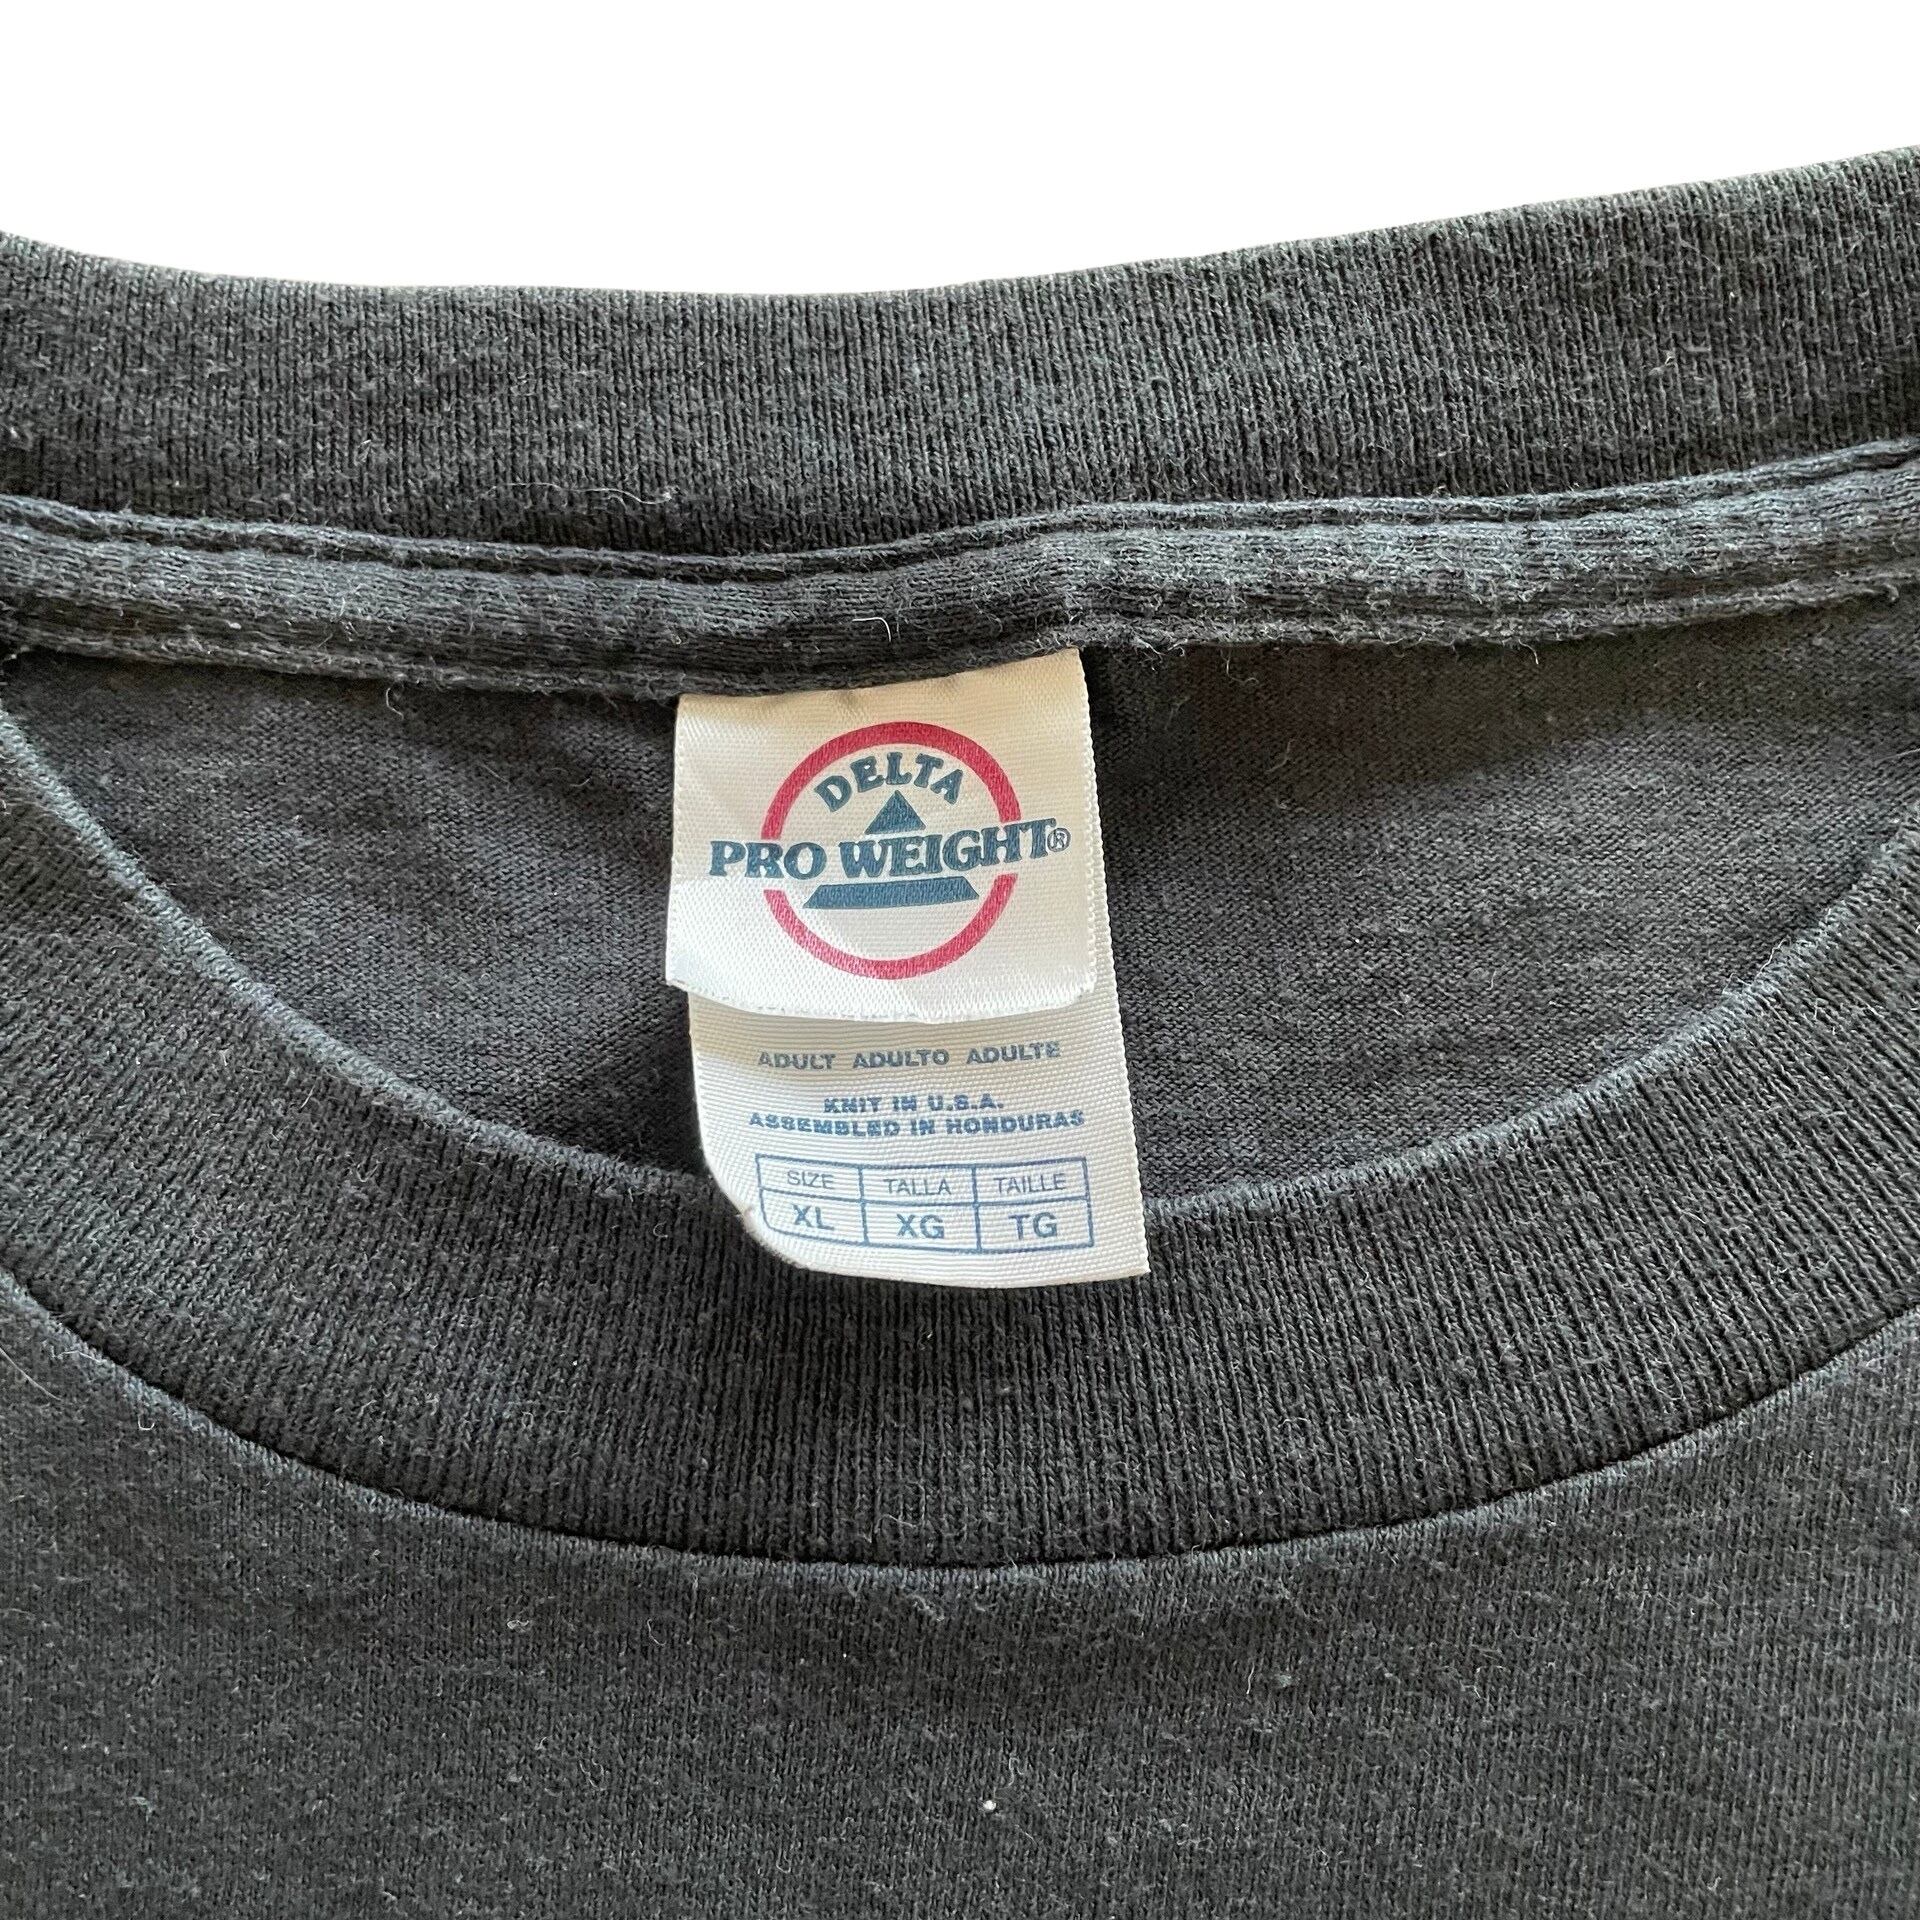 DELTA
PRO WEIGHT®
ADULT ADULTO ADULTE
KNIT IN U.S.A.
ASSEMBLED IN HONDURAS
SIZE TALLA TAILLE
XL XG TG